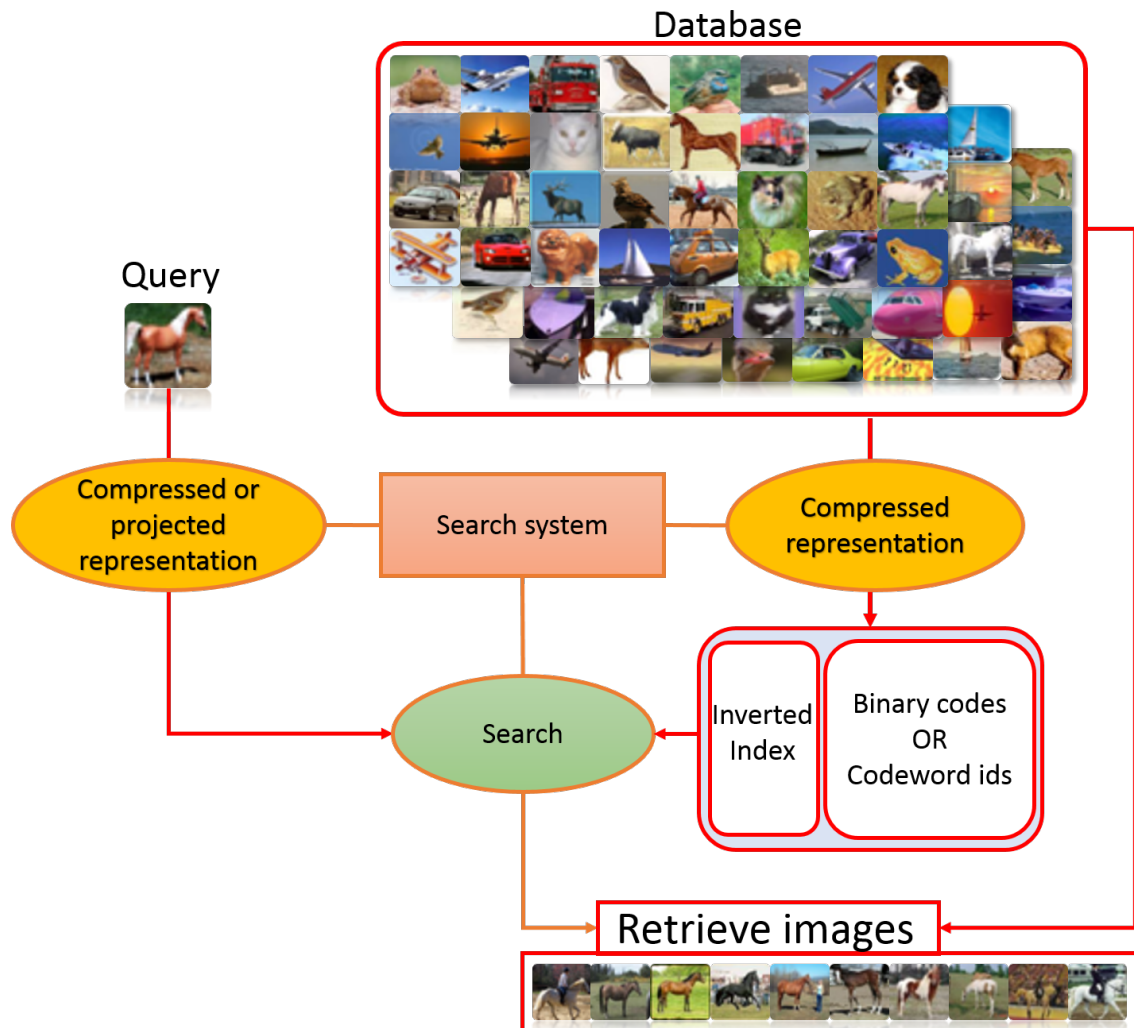 Database
Query
Compressed or
projected
representation
Search system
Compressed
representation
Search
Inverted
Index
Binary codes
OR
Codeword ids
Retrieve images